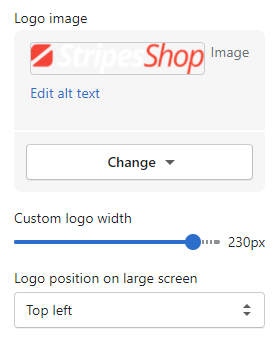 Logo image
StripesShop
Image
Edit alt text
Change
Custom logo width
230px
Logo position on large screen
Top left